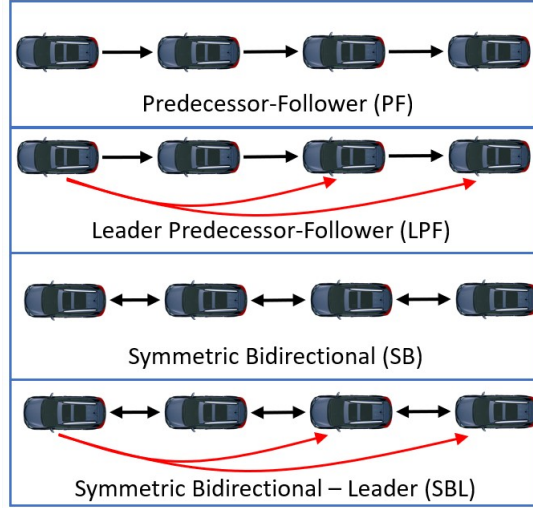 Predecessor-Follower (PF)
Leader Predecessor-Follower (LPF)
Symmetric Bidirectional (SB)
Symmetric Bidirectional – Leader (SBL)